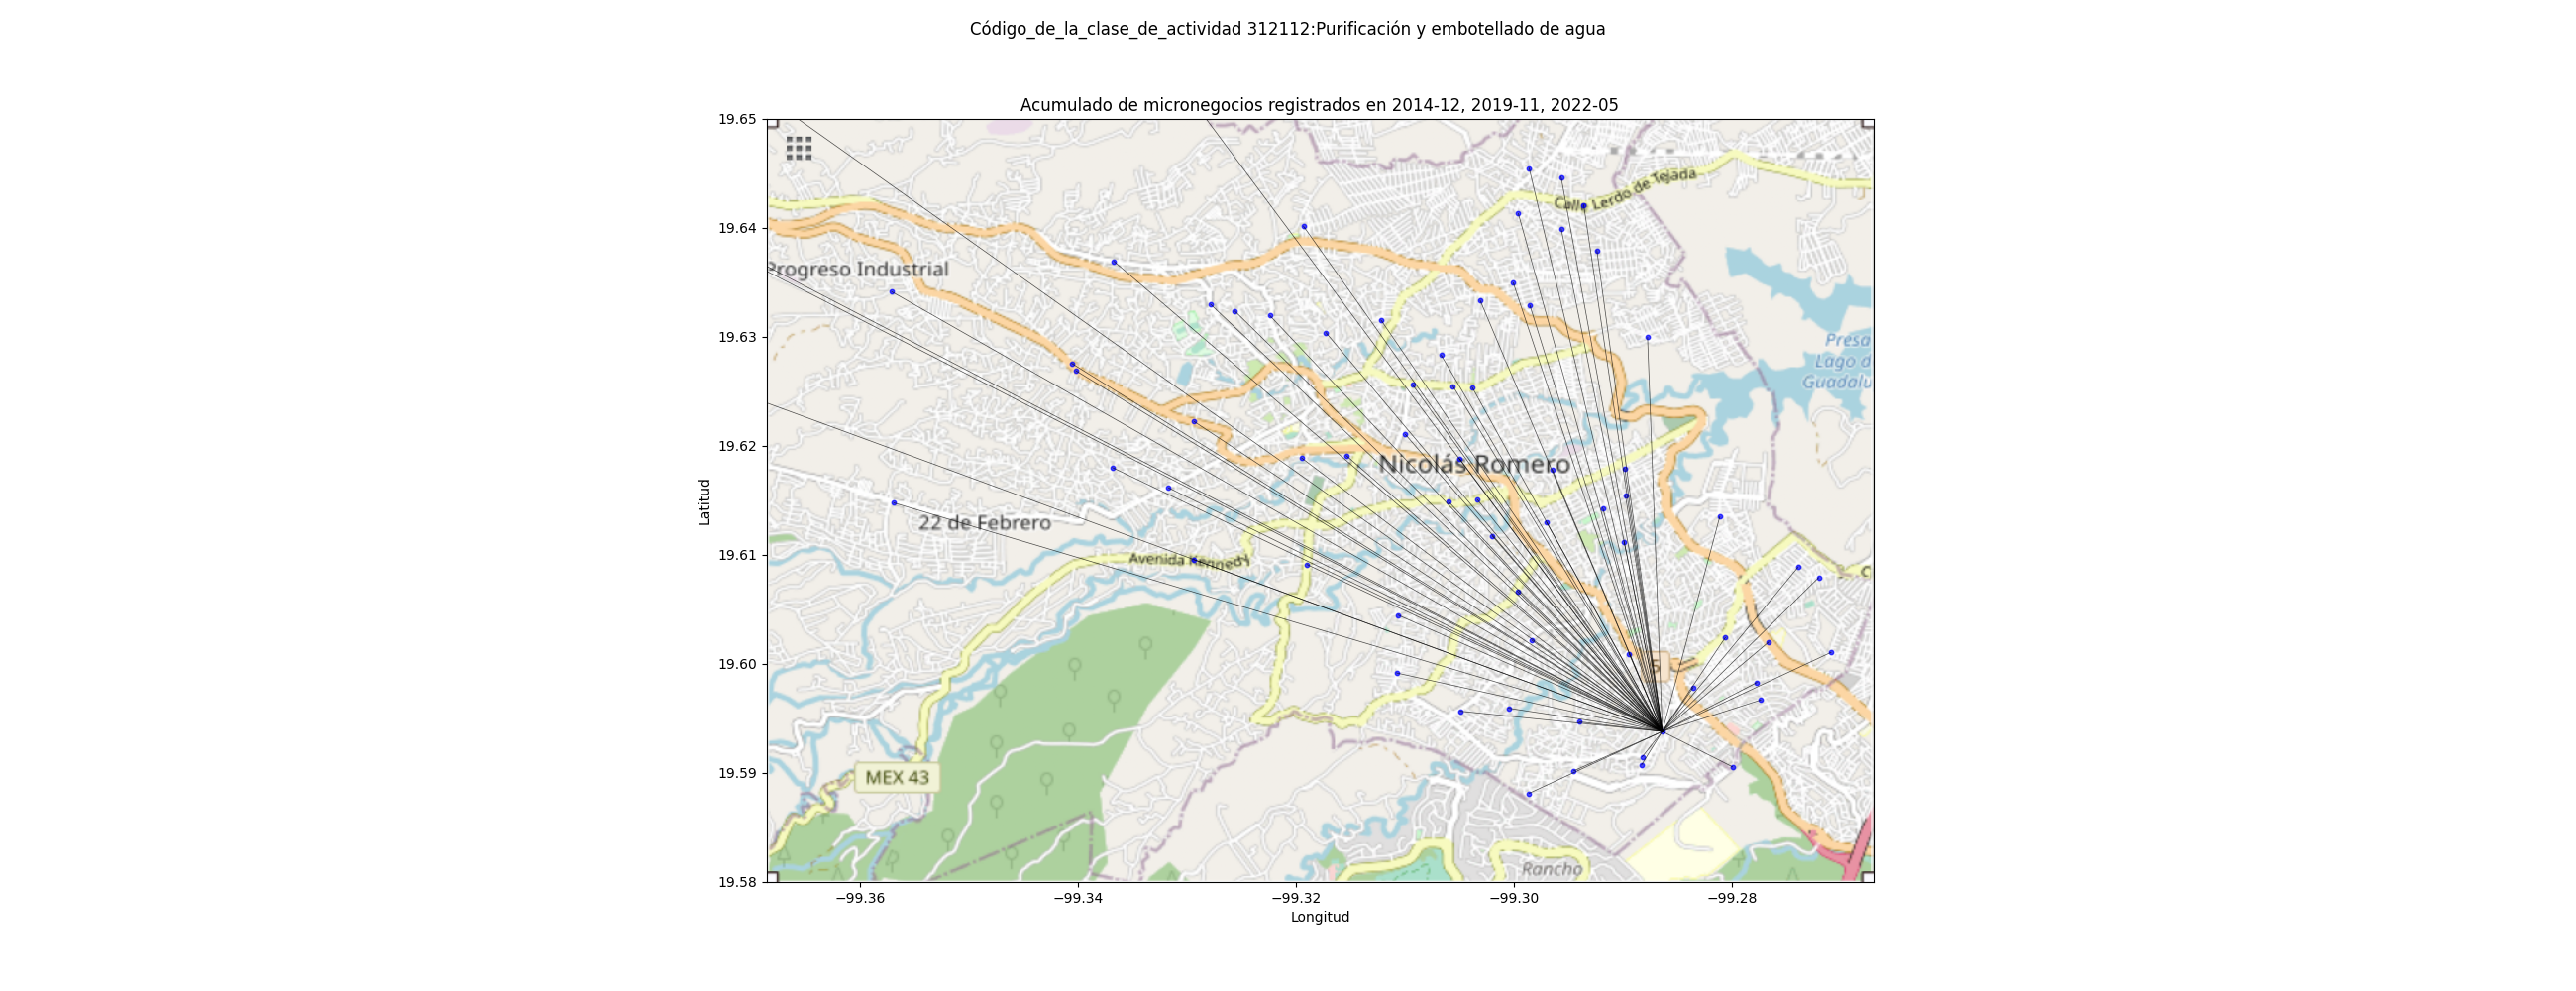 Código_de_la_clase_de_actividad 312112:Purificación y embotellado de agua
Acumulado de micronegocios registrados en 2014-12, 2019-11, 2022-05
19.65
19.64
19.63
19.62
19.61
19.60
19.59
19.58
Latitud
Calle Lerdo de Tejada
Progreso Industrial
Presa
Lago d
Guadalu
Nicolás Romero
22 de Febrero
Avenida Kennedy
C
5
MEX 43
Rancho
−99.36
−99.34
−99.32
−99.30
−99.28
Longitud